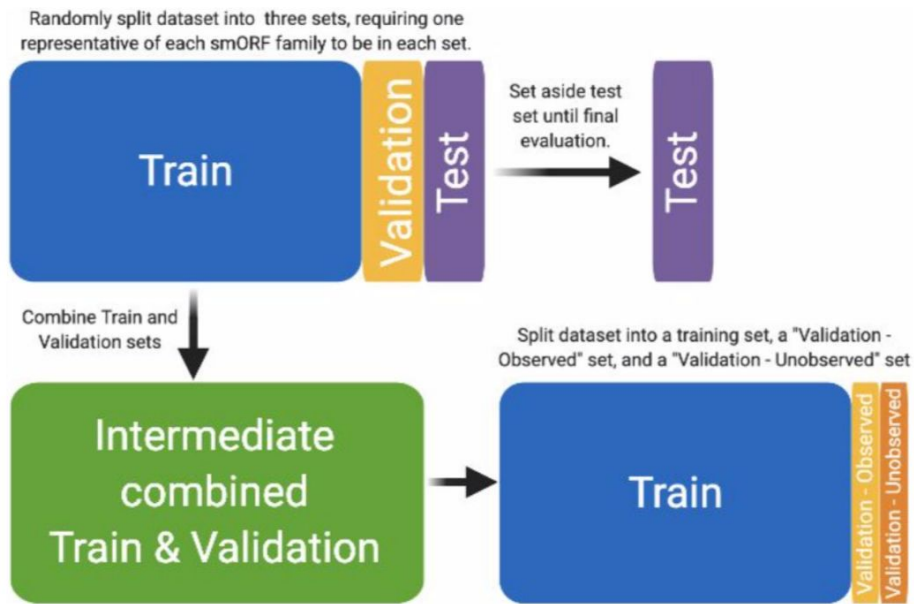 Randomly split dataset into three sets, requiring one
representative of each smORF family to be in each set.
Train
Validation
Test
Set aside test
set until final
evaluation.
Test
Combine Train and
Validation sets
Split dataset into a training set, a "Validation -
Observed" set, and a "Validation - Unobserved" set
Intermediate
combined
Train & Validation
Train
Validation - Observed
Validation - Unobserved